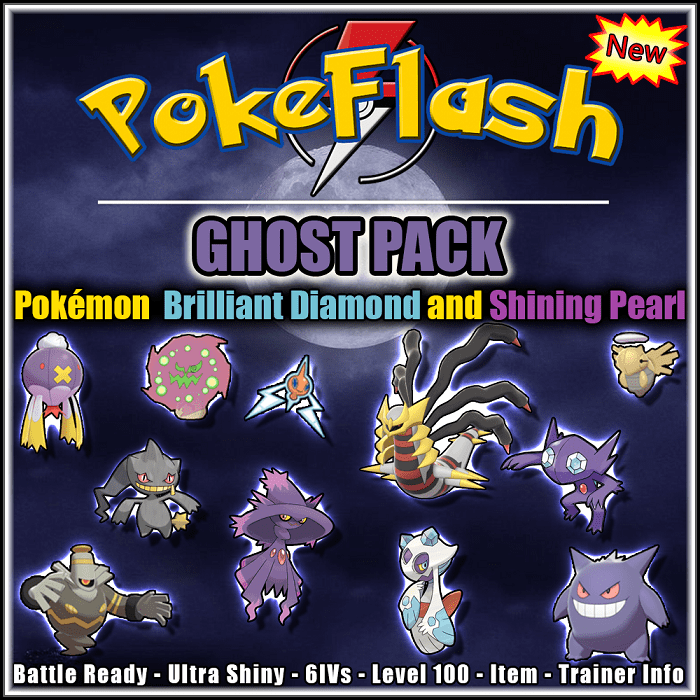 New
PokeFlash
GHOST PACK
Pokémon Brilliant Diamond and Shining Pearl
Battle Ready - Ultra Shiny - 6IVs - Level 100 - Item - Trainer Info